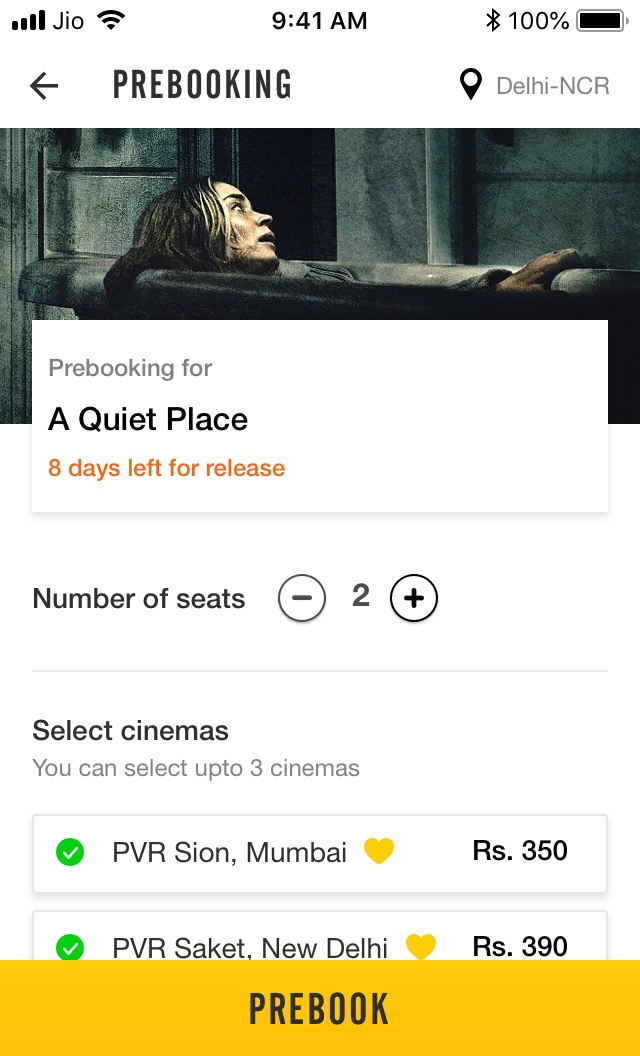 Jio 9:41 AM 100%
PREBOOKING Delhi-NCR
Prebooking for
A Quiet Place
8 days left for release
Number of seats 2
Select cinemas
You can select upto 3 cinemas
PVR Sion, Mumbai Rs. 350
PVR Saket, New Delhi Rs. 390
PREBOOK